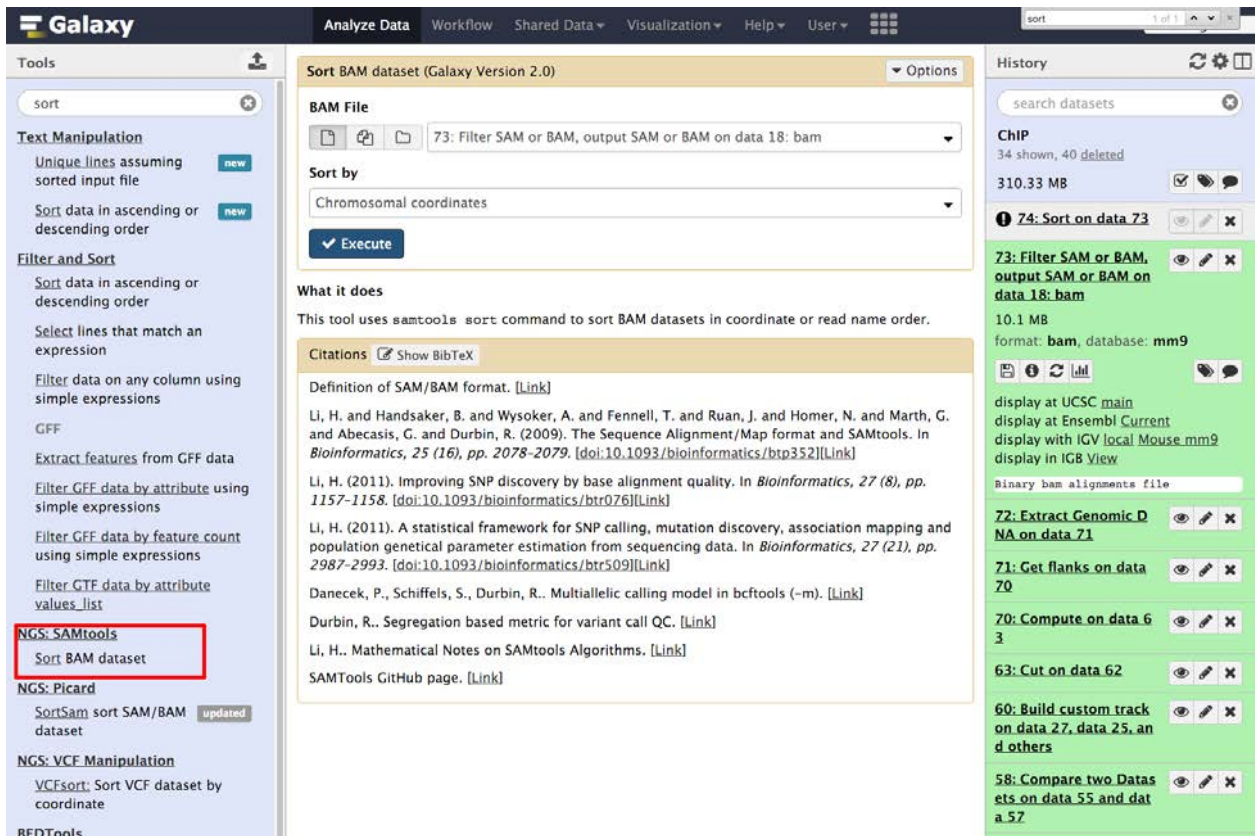 Galaxy
Analyze Data
Workflow
Shared Data
Visualization
Help
User
sort
1 of 1
Tools
sort
Text Manipulation
Unique lines assuming
sorted input file
new
Sort data in ascending or
descending order
new
Filter and Sort
Sort data in ascending or
descending order
Select lines that match an
expression
Filter data on any column using
simple expressions
GFF
Extract features from GFF data
Filter GFF data by attribute using
simple expressions
Filter GFF data by feature count
using simple expressions
Filter GTF data by attribute
values_list
NGS: SAMtools
Sort BAM dataset
NGS: Picard
SortSam sort SAM/BAM
dataset
updated
NGS: VCF Manipulation
VCFsort: Sort VCF dataset by
coordinate
BEDTools
Sort BAM dataset (Galaxy Version 2.0)
Options
BAM File
73: Filter SAM or BAM, output SAM or BAM on data 18: bam
Sort by
Chromosomal coordinates
Execute
What it does
This tool uses samtools sort command to sort BAM datasets in coordinate or read name order.
Citations Show BibTeX
Definition of SAM/BAM format. [Link]
Li, H. and Handsaker, B. and Wysoker, A. and Fennell, T. and Ruan, J. and Homer, N. and Marth, G.
and Abecasis, G. and Durbin, R. (2009). The Sequence Alignment/Map format and SAMtools. In
Bioinformatics, 25 (16), pp. 2078–2079. [doi:10.1093/bioinformatics/btp352][Link]
Li, H. (2011). Improving SNP discovery by base alignment quality. In Bioinformatics, 27 (8), pp.
1157–1158. [doi:10.1093/bioinformatics/btr076][Link]
Li, H. (2011). A statistical framework for SNP calling, mutation discovery, association mapping and
population genetical parameter estimation from sequencing data. In Bioinformatics, 27 (21), pp.
2987–2993. [doi:10.1093/bioinformatics/btr509][Link]
Danecek, P., Schiffels, S., Durbin, R.. Multiallelic calling model in bcftools (-m). [Link]
Durbin, R.. Segregation based metric for variant call QC. [Link]
Li, H.. Mathematical Notes on SAMtools Algorithms. [Link]
SAMTools GitHub page. [Link]
History
search datasets
ChIP
34 shown, 40 deleted
310.33 MB
74: Sort on data 73
73: Filter SAM or BAM,
output SAM or BAM on
data 18: bam
10.1 MB
format: bam, database: mm9
display at UCSC main
display at Ensembl Current
display with IGV local Mouse mm9
display in IGB View
Binary bam alignments file
72: Extract Genomic D
NA on data 71
71: Get flanks on data
70
70: Compute on data 6
3
63: Cut on data 62
60: Build custom track
on data 27, data 25, an
d others
58: Compare two Datas
ets on data 55 and dat
a 57